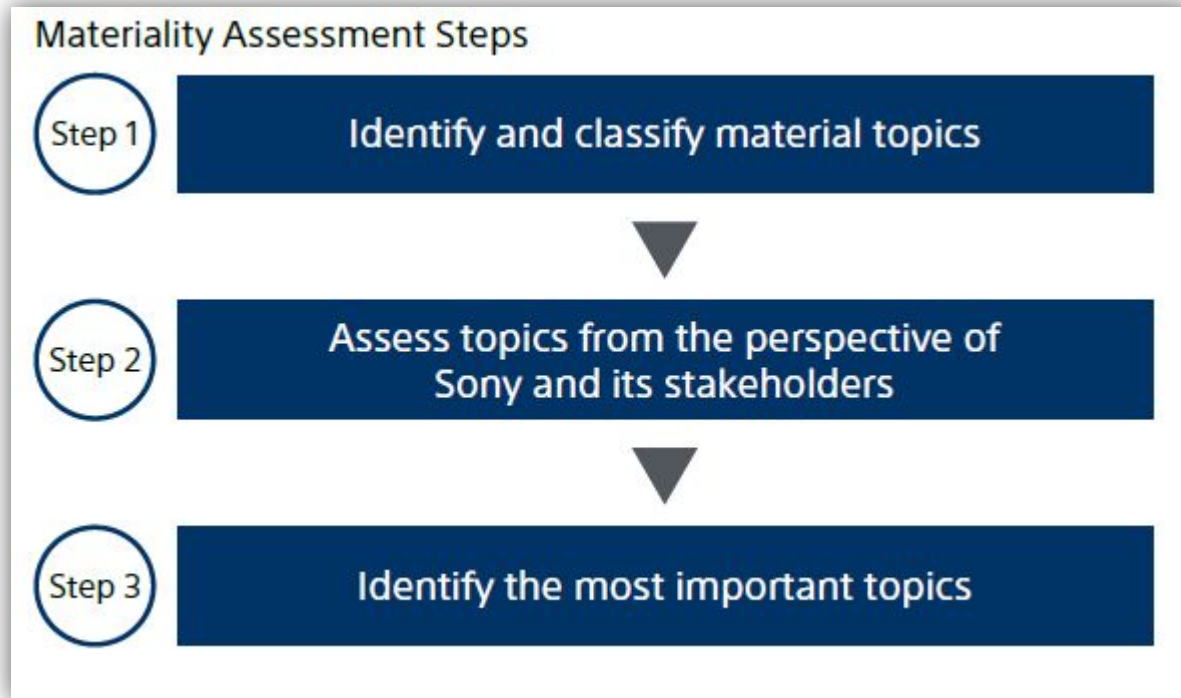 Materiality Assessment Steps
Step 1
Identify and classify material topics
Step 2
Assess topics from the perspective of
Sony and its stakeholders
Step 3
Identify the most important topics